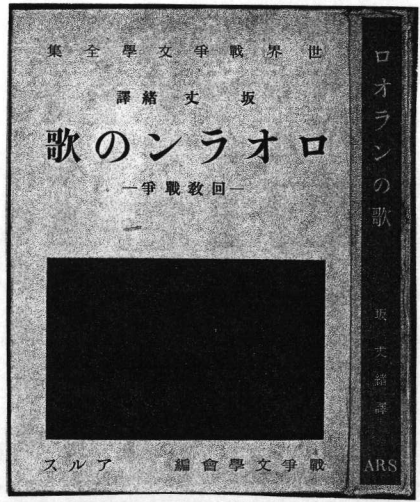 世界戰爭文學全集
坂丈緒譯
ロオランの歌
—回敎戰爭—
戰爭文學會編 アルス
ロオランの歌
坂丈緒譯
ARS